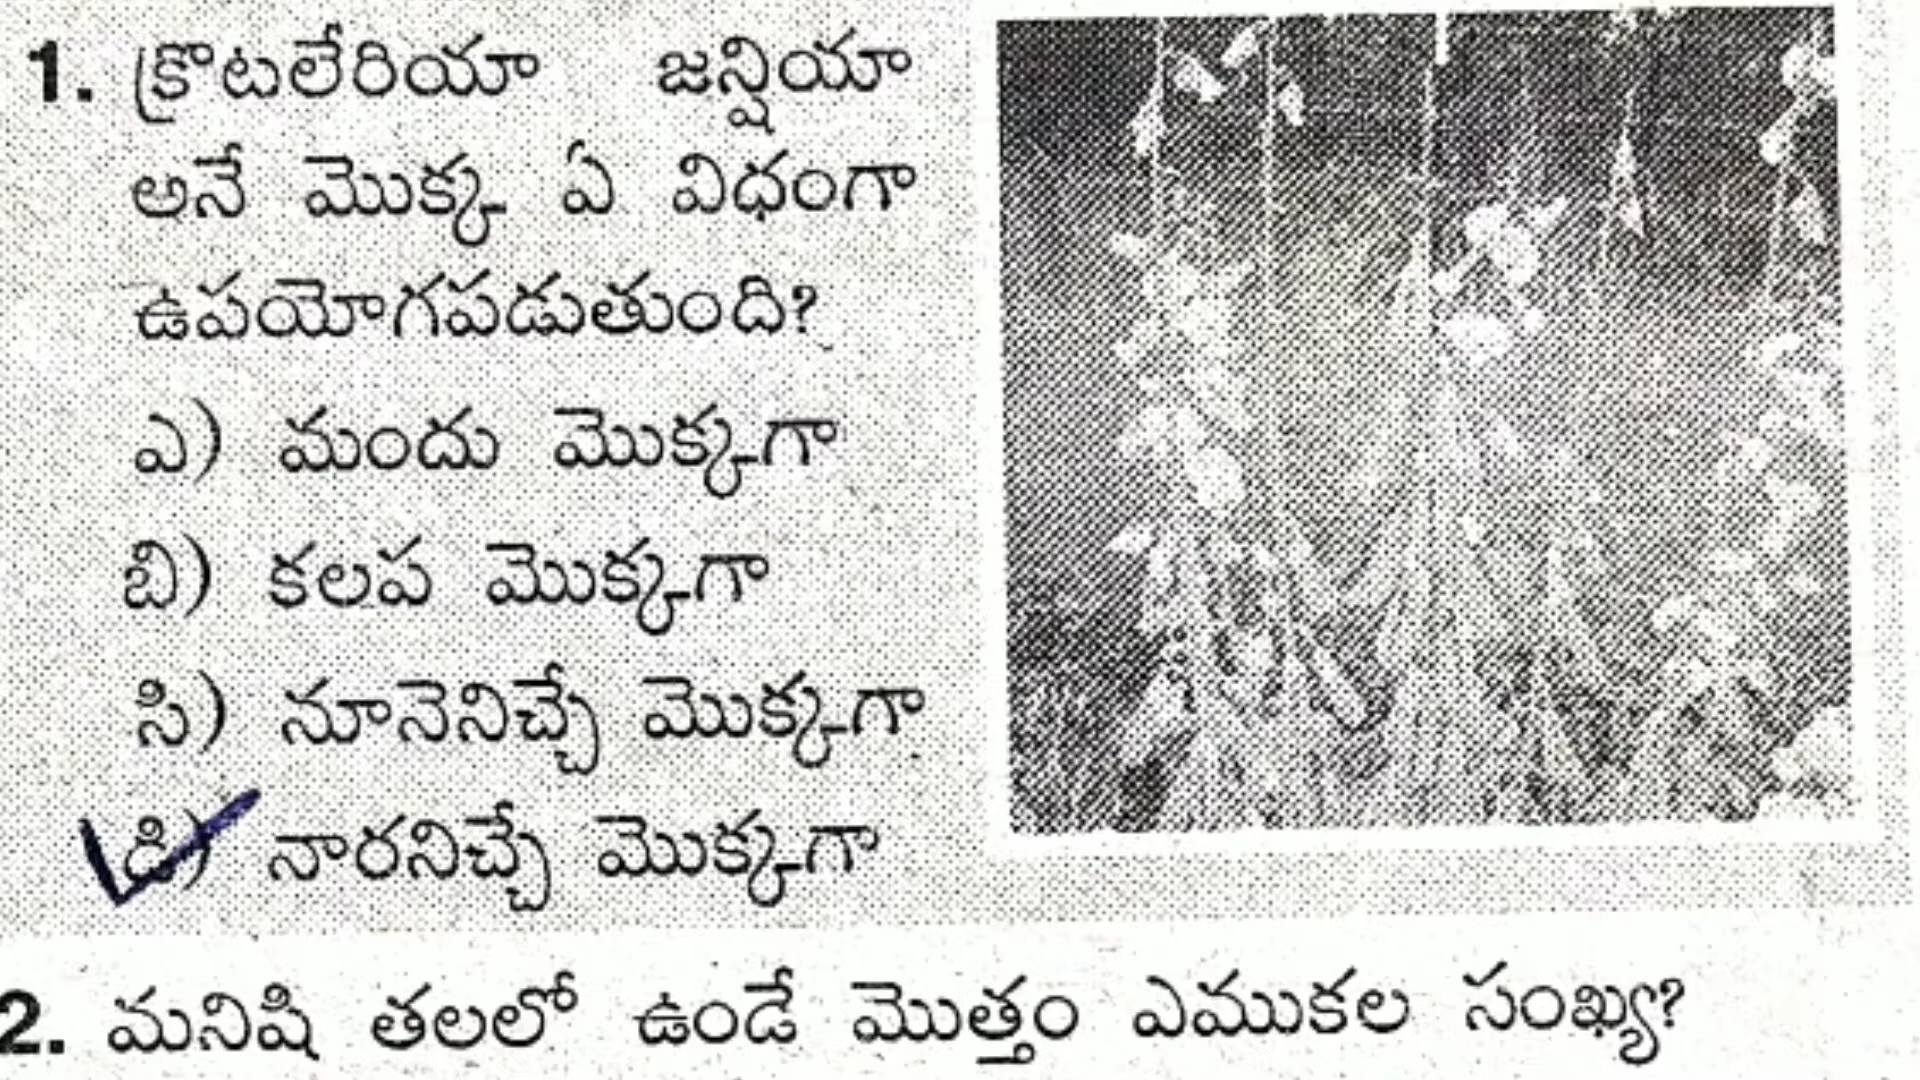 1. క్రొటలేరియా జన్షియా
అనే మొక్క ఏ విధంగా
ఉపయోగపడుతుంది?
ఎ) మందు మొక్కగా
బి) కలప మొక్కగా
సి) నూనెనిచ్చే మొక్కగా
డి) నారనిచ్చే మొక్కగా
2. మనిషి తలలో ఉండే మొత్తం ఎముకల సంఖ్య?